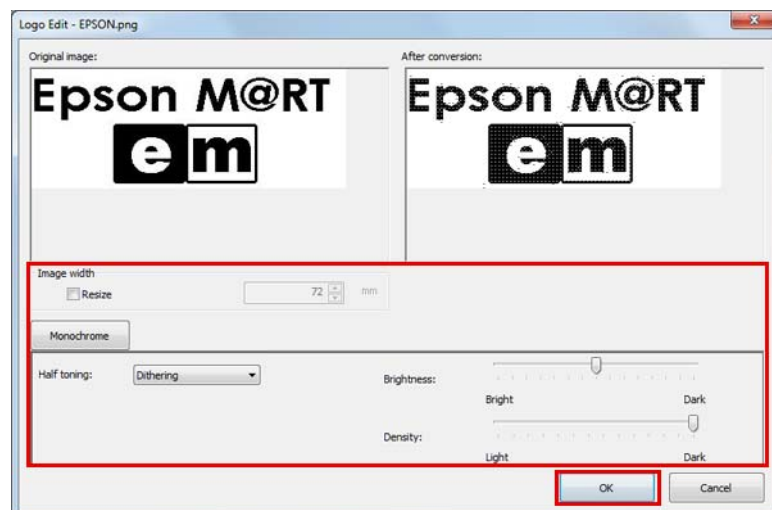 Logo Edit - EPSON.png
Original image:
After conversion:
Epson M@RT
em
Epson M@RT
em
Image width
Resize
72
mm
Monochrome
Half toning:
Dithering
Brightness:
Bright
Dark
Density:
Light
Dark
OK
Cancel